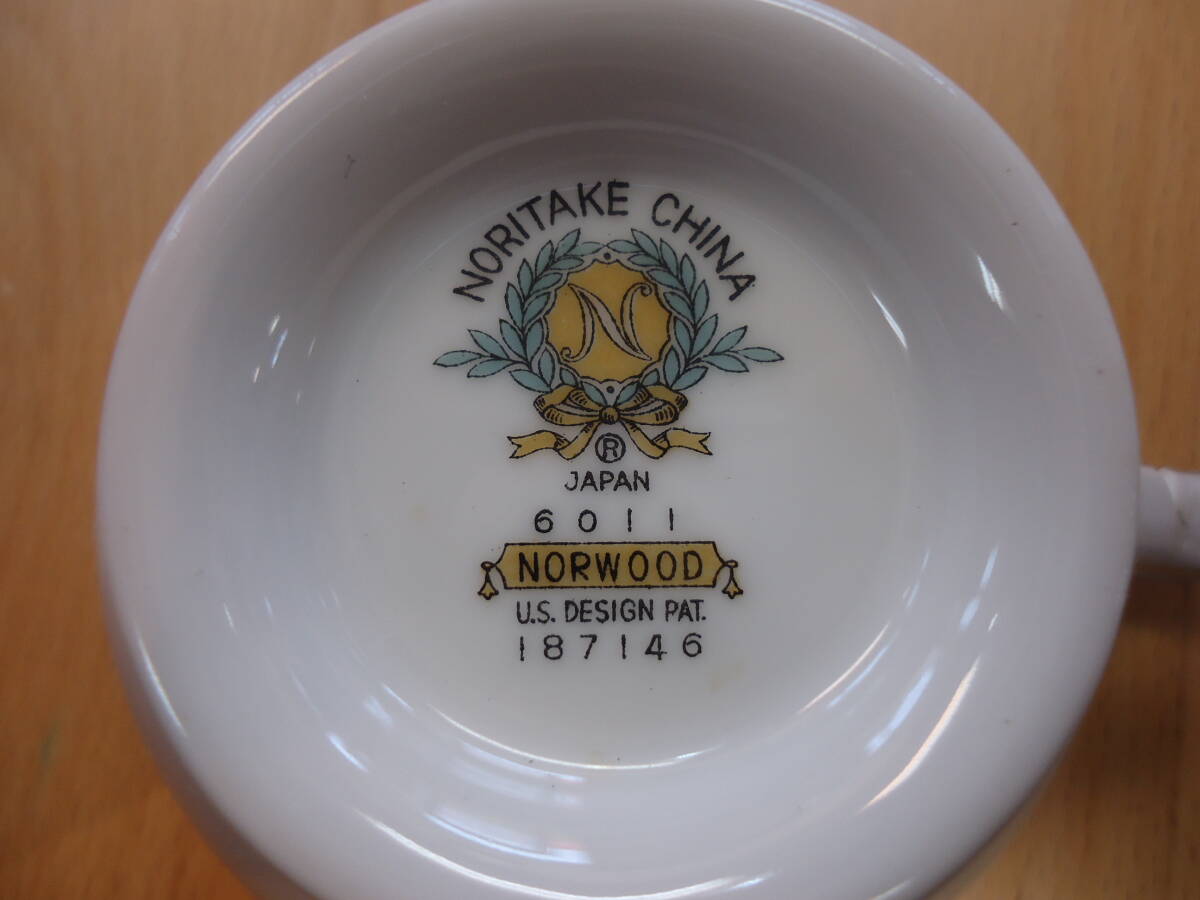 NORITAKE CHINA
N
®
JAPAN
6011
NORWOOD
U.S. DESIGN PAT.
187146